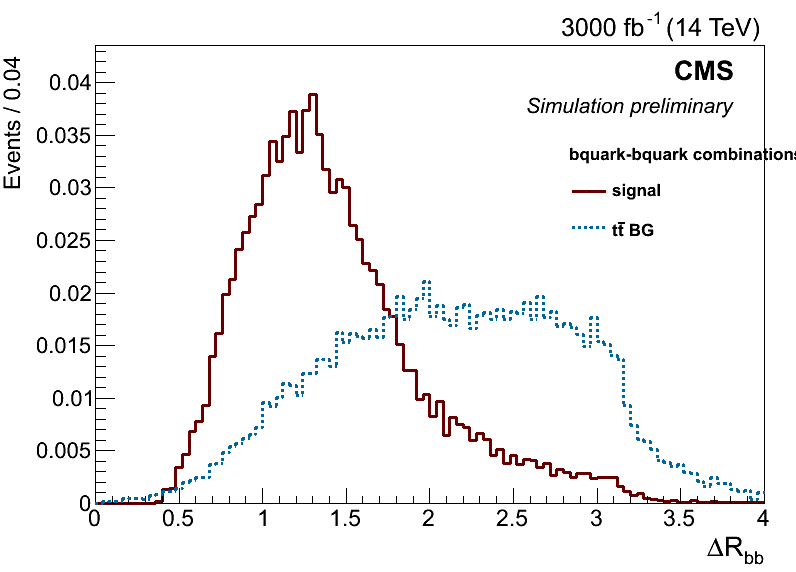 3000 fb⁻¹ (14 TeV)
Events / 0.04
CMS
Simulation preliminary
bquark-bquark combinations
signal
tt̄ BG
0.04
0.035
0.03
0.025
0.02
0.015
0.01
0.005
0
0 0.5 1 1.5 2 2.5 3 3.5 4
ΔR_bb